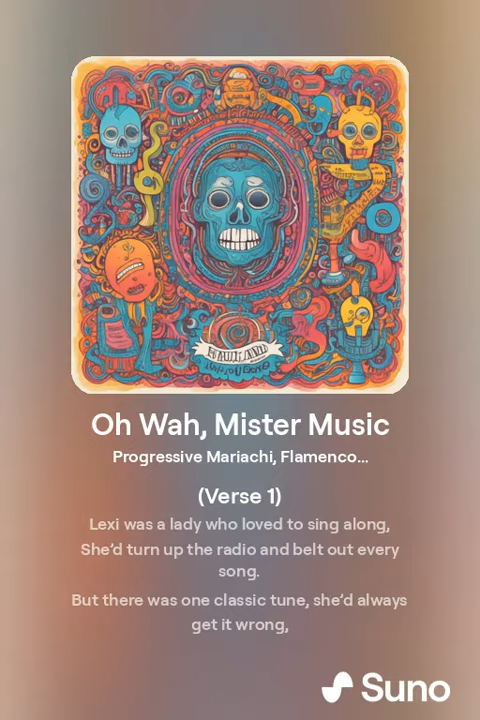 Oh Wah, Mister Music
Progressive Mariachi, Flamenco...
(Verse 1)
Lexi was a lady who loved to sing along,
She’d turn up the radio and belt out every
song.
But there was one classic tune, she’d always
get it wrong,
Suno